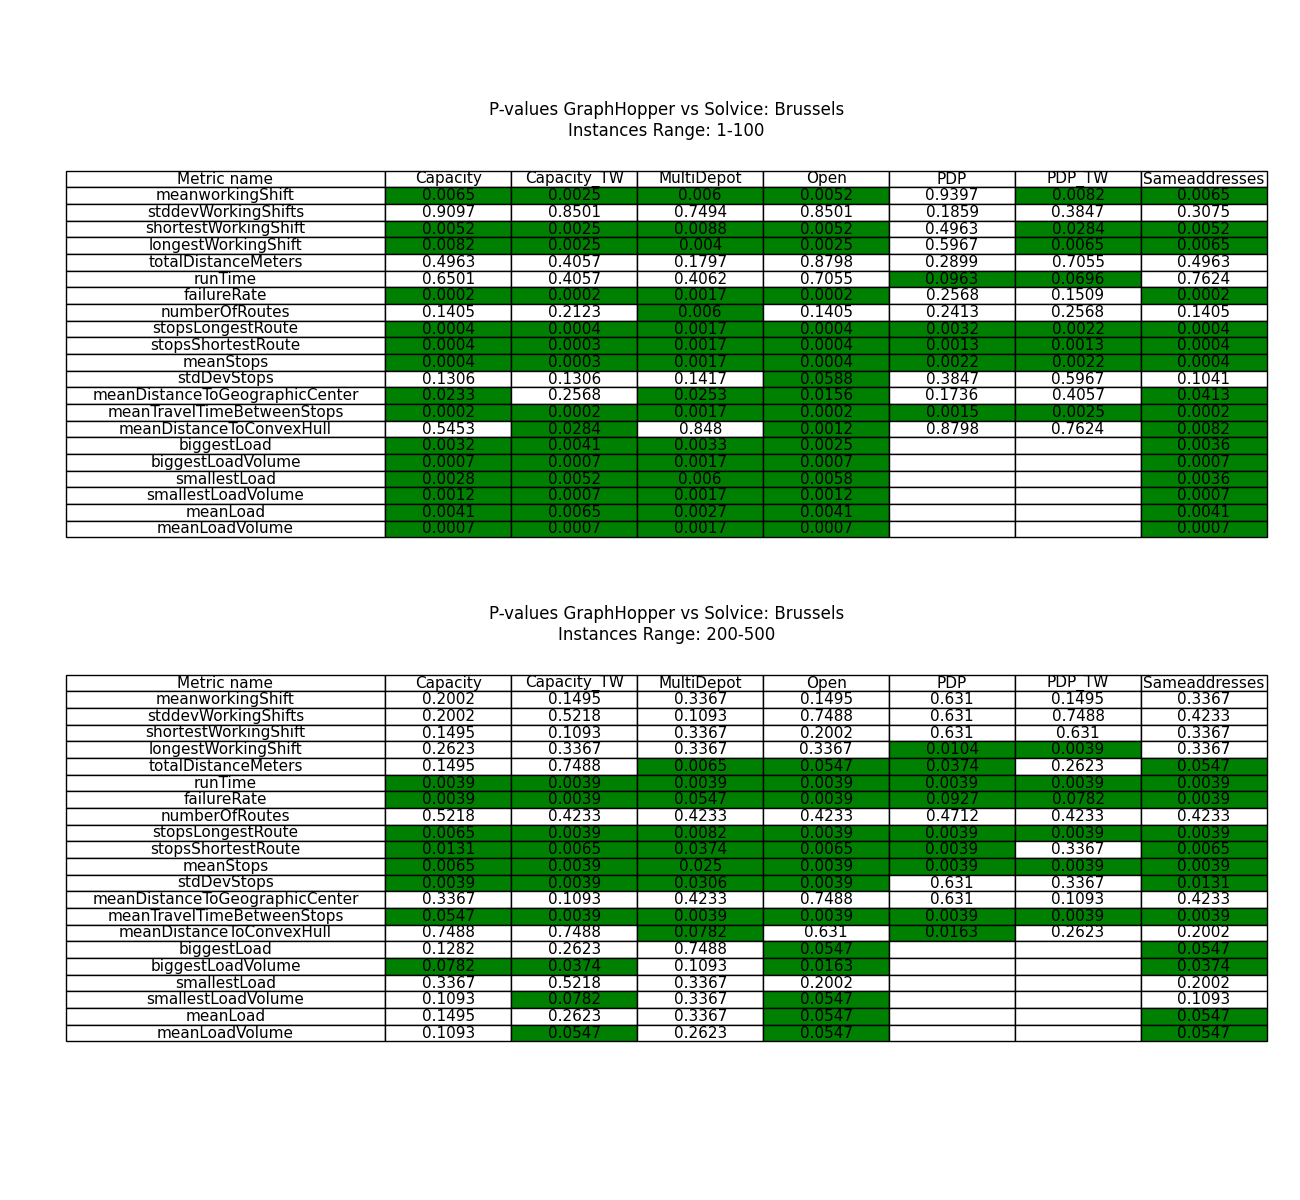 P-values GraphHopper vs Solvice: Brussels
Instances Range: 1-100
Metric name Capacity Capacity_TW MultiDepot Open PDP PDP_TW Sameaddresses
meanworkingShift 0.0065 0.0025 0.006 0.0052 0.9397 0.0082 0.0065
stddevWorkingShifts 0.9097 0.8501 0.7494 0.8501 0.1859 0.3847 0.3075
shortestWorkingShift 0.0052 0.0025 0.0088 0.0052 0.4963 0.0284 0.0052
longestWorkingShift 0.0082 0.0025 0.004 0.0025 0.5967 0.0065 0.0065
totalDistanceMeters 0.4963 0.4057 0.1797 0.8798 0.2899 0.7055 0.4963
runTime 0.6501 0.4057 0.4062 0.7055 0.0963 0.0696 0.7624
failureRate 0.0002 0.0002 0.0017 0.0002 0.2568 0.1509 0.0002
numberOfRoutes 0.1405 0.2123 0.006 0.1405 0.2413 0.2568 0.1405
stopsLongestRoute 0.0004 0.0004 0.0017 0.0004 0.0032 0.0022 0.0004
stopsShortestRoute 0.0004 0.0003 0.0017 0.0004 0.0013 0.0013 0.0004
meanStops 0.0004 0.0003 0.0017 0.0004 0.0022 0.0022 0.0004
stdDevStops 0.1306 0.1306 0.1417 0.0588 0.3847 0.5967 0.1041
meanDistanceToGeographicCenter 0.0233 0.2568 0.0253 0.0156 0.1736 0.4057 0.0413
meanTravelTimeBetweenStops 0.0002 0.0002 0.0017 0.0002 0.0015 0.0025 0.0002
meanDistanceToConvexHull 0.5453 0.0284 0.848 0.0012 0.8798 0.7624 0.0082
biggestLoad 0.0032 0.0041 0.0033 0.0025 0.0036
biggestLoadVolume 0.0007 0.0007 0.0017 0.0007 0.0007
smallestLoad 0.0028 0.0052 0.006 0.0058 0.0036
smallestLoadVolume 0.0012 0.0007 0.0017 0.0012 0.0007
meanLoad 0.0041 0.0065 0.0027 0.0041 0.0041
meanLoadVolume 0.0007 0.0007 0.0017 0.0007 0.0007
P-values GraphHopper vs Solvice: Brussels
Instances Range: 200-500
Metric name Capacity Capacity_TW MultiDepot Open PDP PDP_TW Sameaddresses
meanworkingShift 0.2002 0.1495 0.3367 0.1495 0.631 0.1495 0.3367
stddevWorkingShifts 0.2002 0.5218 0.1093 0.7488 0.631 0.7488 0.4233
shortestWorkingShift 0.1495 0.1093 0.3367 0.2002 0.631 0.631 0.3367
longestWorkingShift 0.2623 0.3367 0.3367 0.3367 0.0104 0.0039 0.3367
totalDistanceMeters 0.1495 0.7488 0.0065 0.0547 0.0374 0.2623 0.0547
runTime 0.0039 0.0039 0.0039 0.0039 0.0039 0.0039 0.0039
failureRate 0.0039 0.0039 0.0547 0.0039 0.0927 0.0782 0.0039
numberOfRoutes 0.5218 0.4233 0.4233 0.4233 0.4712 0.4233 0.4233
stopsLongestRoute 0.0065 0.0039 0.0082 0.0039 0.0039 0.0039 0.0039
stopsShortestRoute 0.0131 0.0065 0.0374 0.0065 0.0039 0.3367 0.0065
meanStops 0.0065 0.0039 0.025 0.0039 0.0039 0.0039 0.0039
stdDevStops 0.0039 0.0039 0.0306 0.0039 0.631 0.3367 0.0131
meanDistanceToGeographicCenter 0.3367 0.1093 0.4233 0.7488 0.631 0.1093 0.4233
meanTravelTimeBetweenStops 0.0547 0.0039 0.0039 0.0039 0.0039 0.0039 0.0039
meanDistanceToConvexHull 0.7488 0.7488 0.0782 0.631 0.0163 0.2623 0.2002
biggestLoad 0.1282 0.2623 0.7488 0.0547 0.0547
biggestLoadVolume 0.0782 0.0374 0.1093 0.0163 0.0374
smallestLoad 0.3367 0.5218 0.3367 0.2002 0.2002
smallestLoadVolume 0.1093 0.0782 0.3367 0.0547 0.1093
meanLoad 0.1495 0.2623 0.3367 0.0547 0.0547
meanLoadVolume 0.1093 0.0547 0.2623 0.0547 0.0547